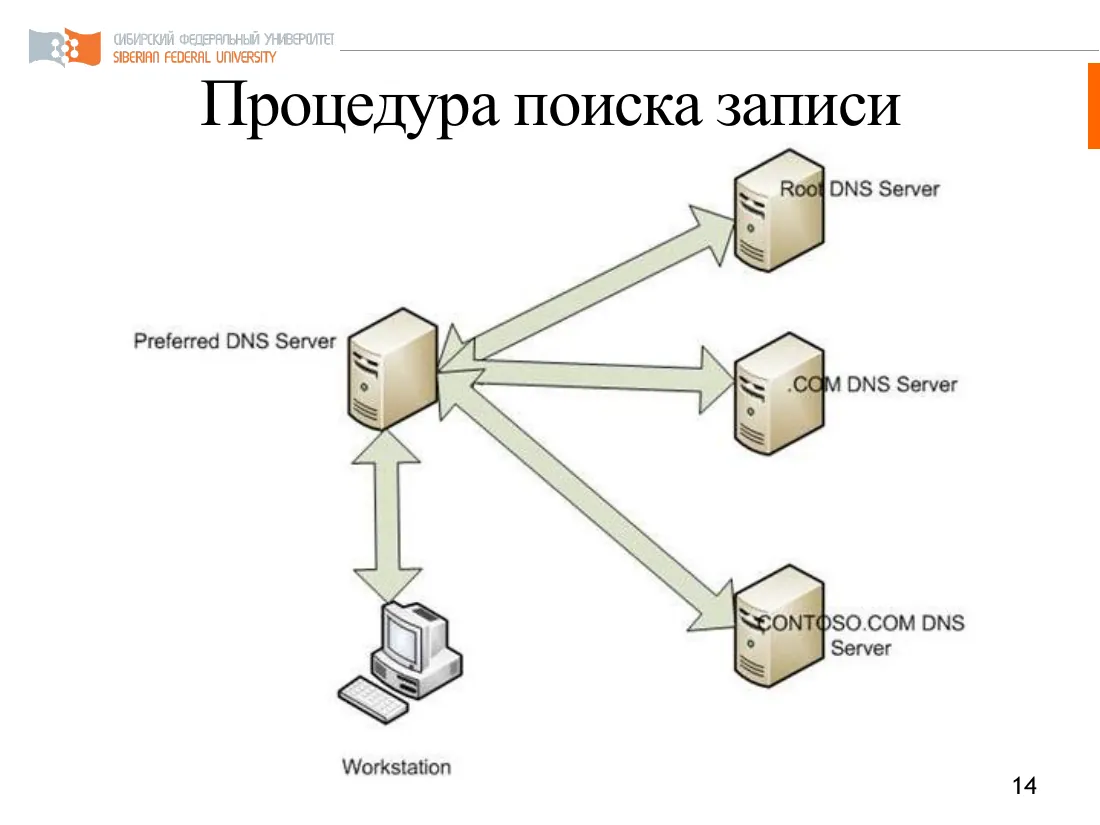 СИБИРСКИЙ ФЕДЕРАЛЬНЫЙ УНИВЕРСИТЕТ
SIBERIAN FEDERAL UNIVERSITY
Процедура поиска записи
Root DNS Server
Preferred DNS Server
.COM DNS Server
CONTOSO.COM DNS
Server
Workstation
14